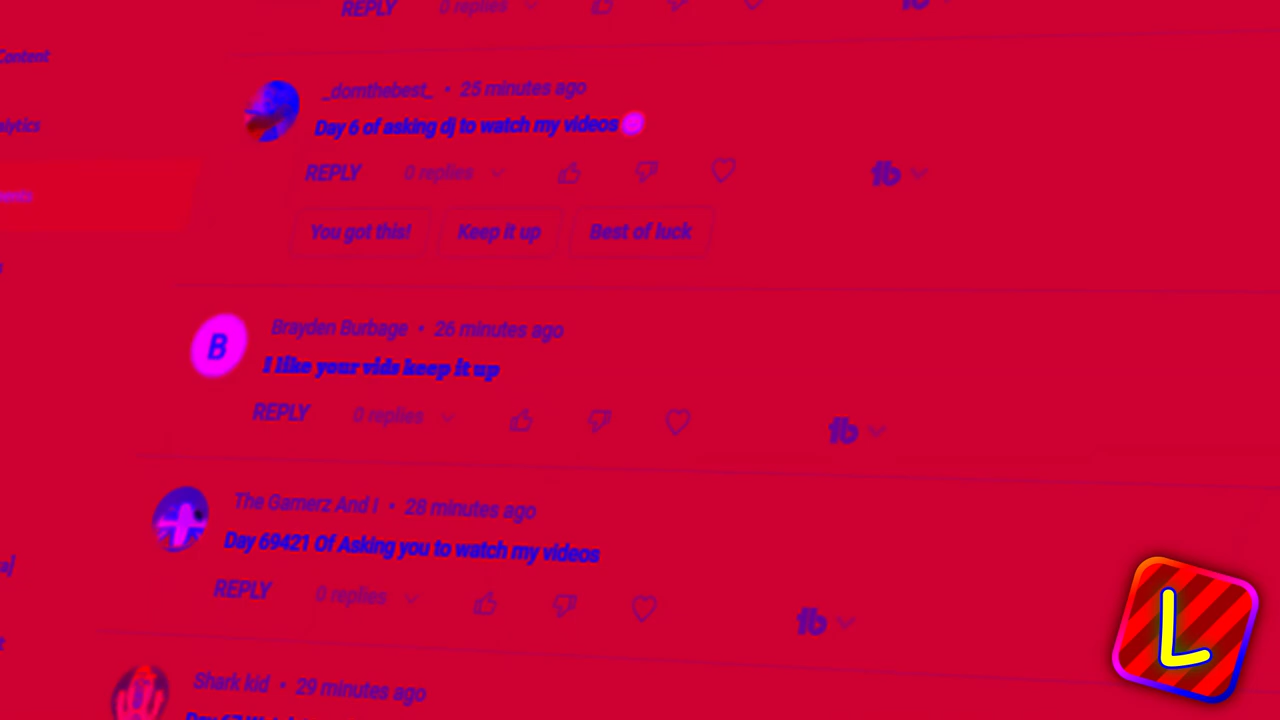 REPLY 0 replies
Content
_domthebest_ • 25 minutes ago
Day 6 of asking dj to watch my videos
REPLY 0 replies
You got this! Keep it up Best of luck
Brayden Burbage • 26 minutes ago
B
I like your vids keep it up
REPLY 0 replies
The Gamerz And I • 28 minutes ago
Day 69421 Of Asking you to watch my videos
REPLY 0 replies
Shark kid • 29 minutes ago
L